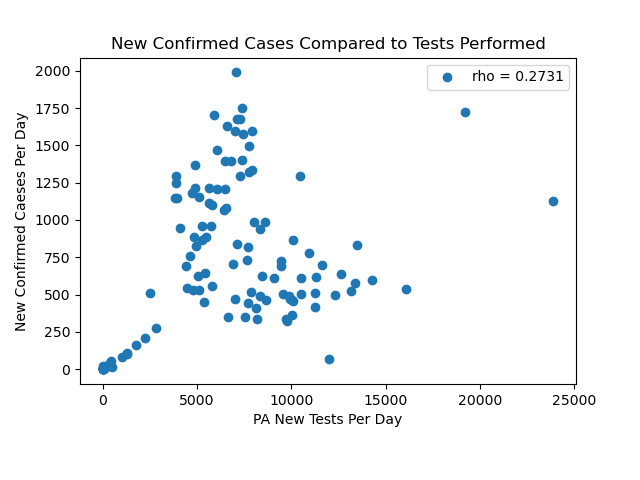 New Confirmed Cases Compared to Tests Performed
rho = 0.2731
New Confirmed Caeses Per Day
2000
1750
1500
1250
1000
750
500
250
0
0 5000 10000 15000 20000 25000
PA New Tests Per Day